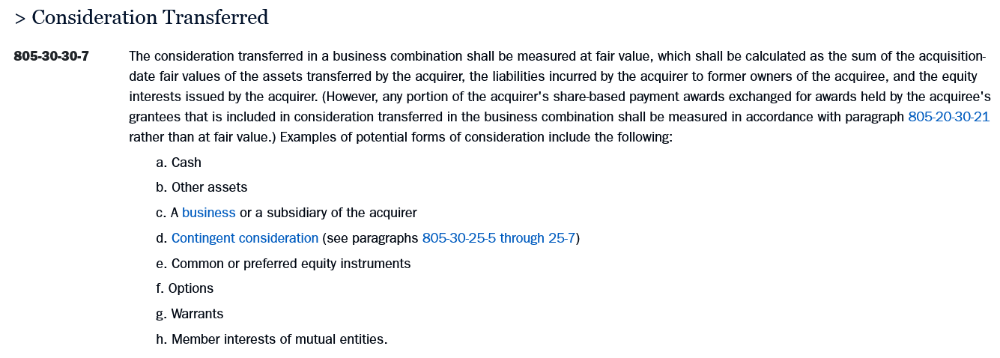 > Consideration Transferred
805-30-30-7 The consideration transferred in a business combination shall be measured at fair value, which shall be calculated as the sum of the acquisition-
date fair values of the assets transferred by the acquirer, the liabilities incurred by the acquirer to former owners of the acquiree, and the equity
interests issued by the acquirer. (However, any portion of the acquirer's share-based payment awards exchanged for awards held by the acquiree's
grantees that is included in consideration transferred in the business combination shall be measured in accordance with paragraph 805-20-30-21
rather than at fair value.) Examples of potential forms of consideration include the following:
a. Cash
b. Other assets
c. A business or a subsidiary of the acquirer
d. Contingent consideration (see paragraphs 805-30-25-5 through 25-7)
e. Common or preferred equity instruments
f. Options
g. Warrants
h. Member interests of mutual entities.